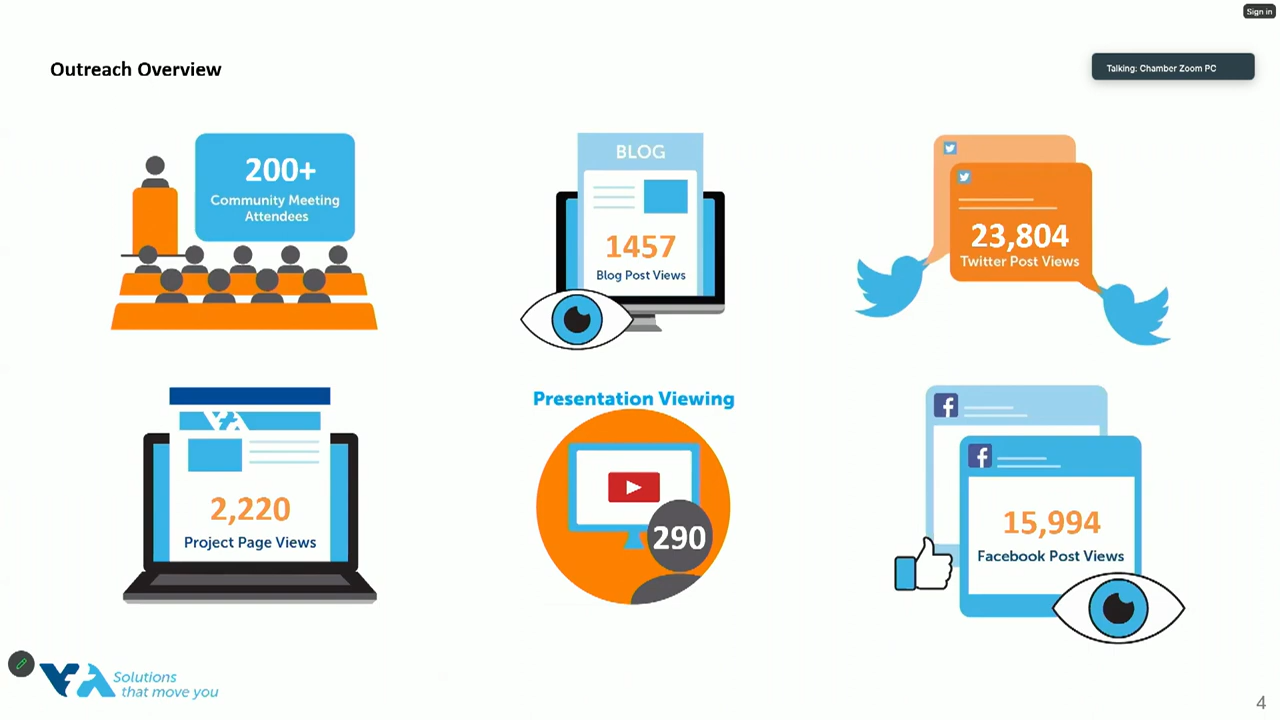 Sign in
Outreach Overview
Talking: Chamber Zoom PC
200+
Community Meeting
Attendees
BLOG
1457
Blog Post Views
23,804
Twitter Post Views
2,220
Project Page Views
Presentation Viewing
290
15,994
Facebook Post Views
VTA
Solutions
that move you
4